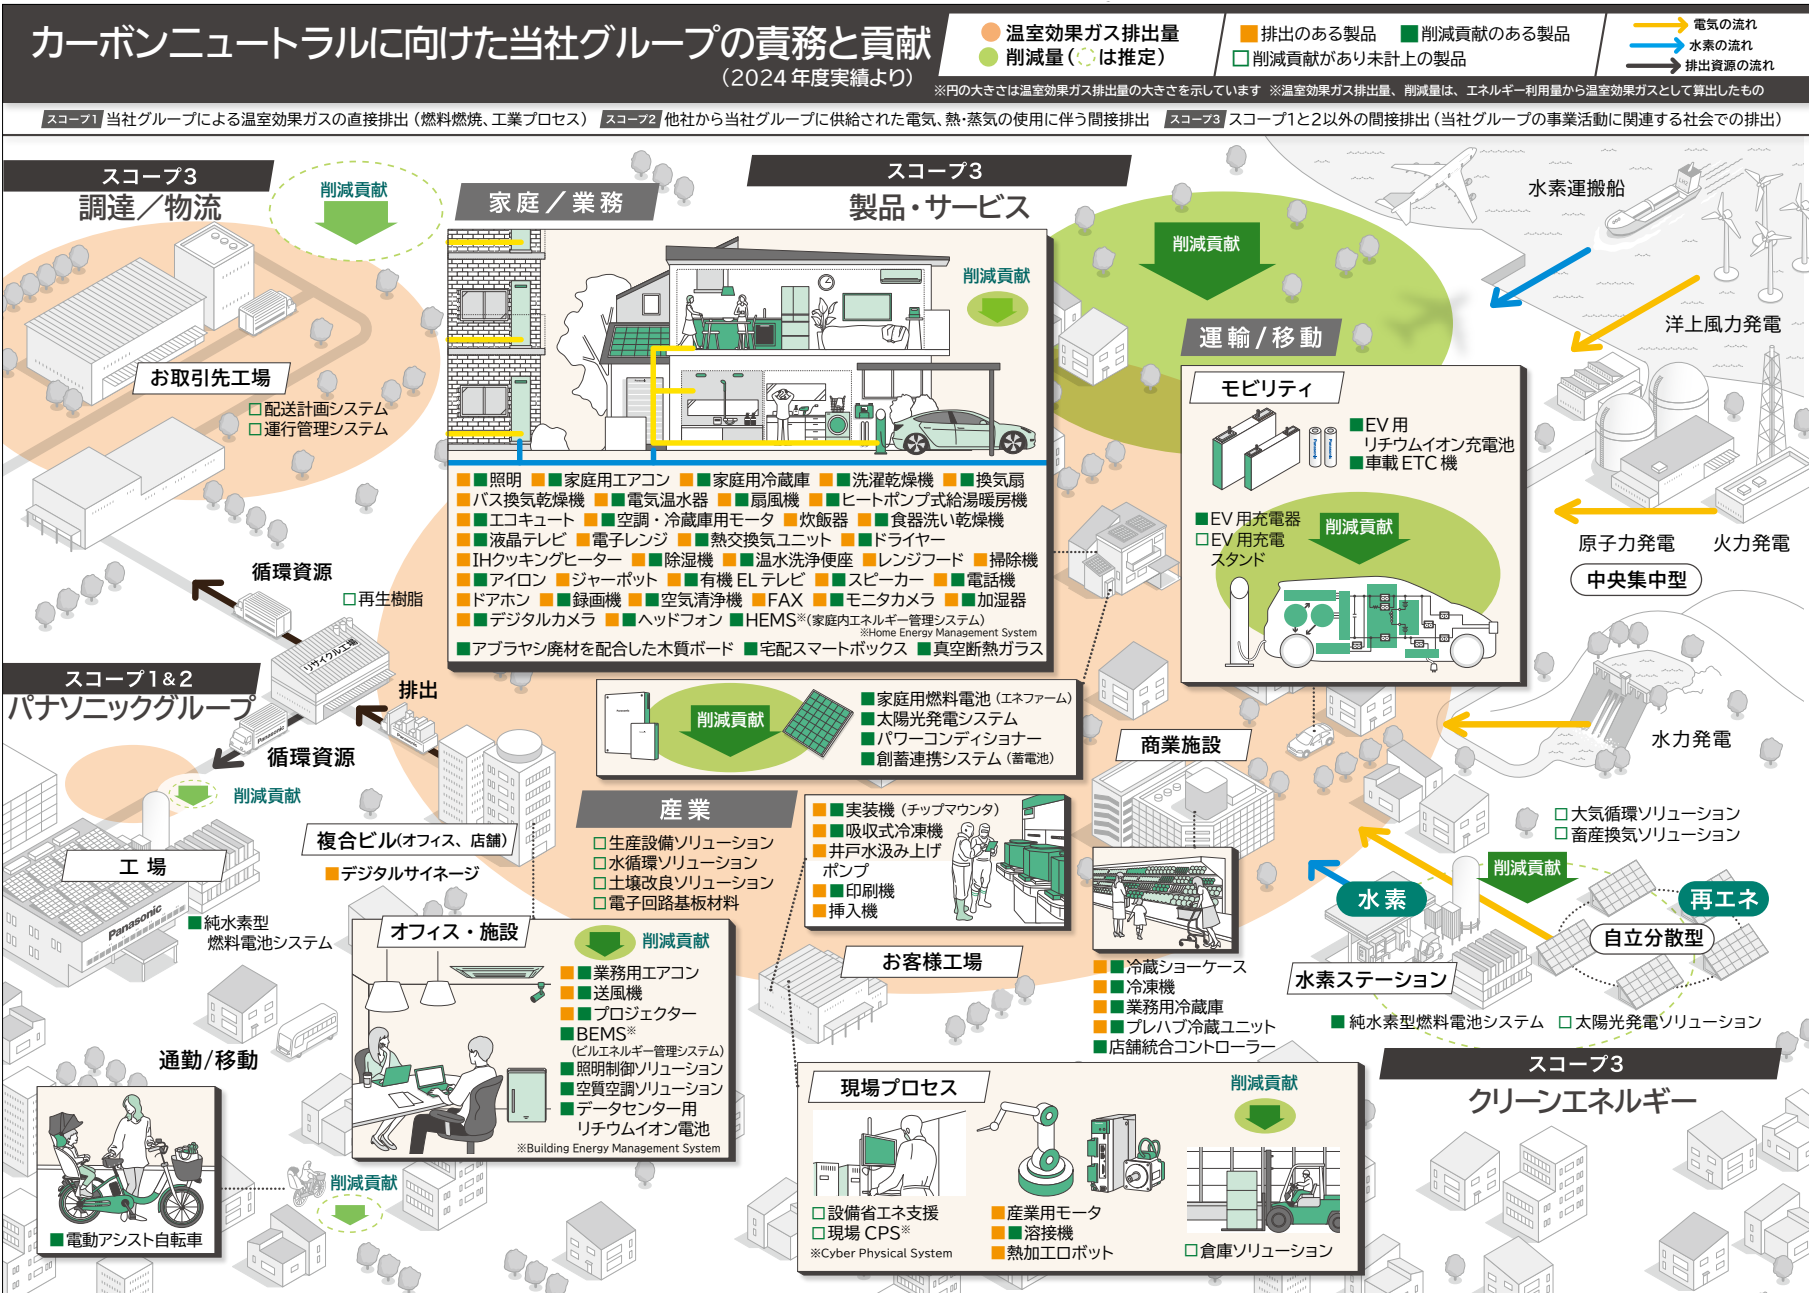 カーボンニュートラルに向けた当社グループの責務と貢献
（2024年度実績より）
温室効果ガス排出量
削減量（　は推定）
排出のある製品 削減貢献のある製品
削減貢献があり未計上の製品
電気の流れ
水素の流れ
排出資源の流れ
※円の大きさは温室効果ガス排出量の大きさを示しています ※温室効果ガス排出量、削減量は、エネルギー利用量から温室効果ガスとして算出したもの
スコープ1 当社グループによる温室効果ガスの直接排出（燃料燃焼、工業プロセス） スコープ2 他社から当社グループに供給された電気、熱・蒸気の使用に伴う間接排出 スコープ3 スコープ1と2以外の間接排出（当社グループの事業活動に関連する社会での排出）
スコープ3
調達／物流
削減貢献
お取引先工場
配送計画システム
運行管理システム
循環資源
再生樹脂
リサイクル工場
スコープ1&2
パナソニックグループ
排出
Panasonic
Panasonic
循環資源
削減貢献
工場
Panasonic
純水素型
燃料電池システム
通勤/移動
電動アシスト自転車
削減貢献
スコープ3
製品・サービス
家庭／業務
削減貢献
照明 家庭用エアコン 家庭用冷蔵庫 洗濯乾燥機 換気扇
バス換気乾燥機 電気温水器 扇風機 ヒートポンプ式給湯暖房機
エコキュート 空調・冷蔵庫用モータ 炊飯器 食器洗い乾燥機
液晶テレビ 電子レンジ 熱交換気ユニット ドライヤー
IHクッキングヒーター 除湿機 温水洗浄便座 レンジフード 掃除機
アイロン ジャーポット 有機ELテレビ スピーカー 電話機
ドアホン 録画機 空気清浄機 FAX モニタカメラ 加湿器
デジタルカメラ ヘッドフォン HEMS※（家庭内エネルギー管理システム）
※Home Energy Management System
アブラヤシ廃材を配合した木質ボード 宅配スマートボックス 真空断熱ガラス
削減貢献
家庭用燃料電池（エネファーム）
太陽光発電システム
パワーコンディショナー
創蓄連携システム（蓄電池）
複合ビル（オフィス、店舗）
デジタルサイネージ
オフィス・施設
削減貢献
業務用エアコン
送風機
プロジェクター
BEMS※
（ビルエネルギー管理システム）
照明制御ソリューション
空質空調ソリューション
データセンター用
リチウムイオン電池
※Building Energy Management System
産業
生産設備ソリューション
水循環ソリューション
土壌改良ソリューション
電子回路基板材料
実装機（チップマウンタ）
吸収式冷凍機
井戸水汲み上げ
ポンプ
印刷機
挿入機
お客様工場
商業施設
冷蔵ショーケース
冷凍機
業務用冷蔵庫
プレハブ冷蔵ユニット
店舗統合コントローラー
現場プロセス
設備省エネ支援
現場CPS※
※Cyber Physical System
産業用モータ
溶接機
熱加工ロボット
削減貢献
倉庫ソリューション
削減貢献
運輸/移動
モビリティ
EV用
リチウムイオン充電池
車載ETC機
EV用充電器
EV用充電
スタンド
削減貢献
水素運搬船
洋上風力発電
原子力発電 火力発電
中央集中型
水力発電
大気循環ソリューション
畜産換気ソリューション
削減貢献
水素
再エネ
自立分散型
水素ステーション
純水素型燃料電池システム 太陽光発電ソリューション
スコープ3
クリーンエネルギー